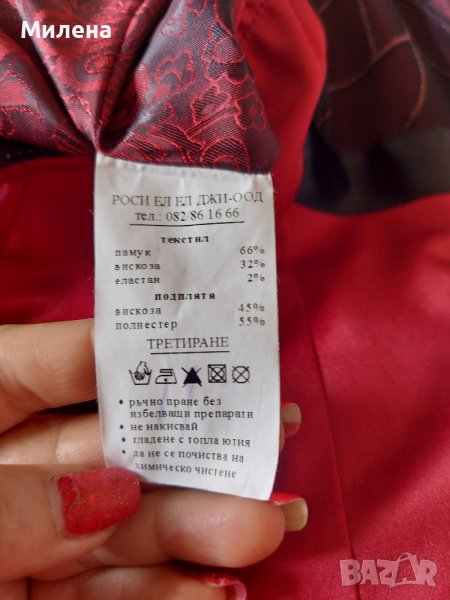 Милена
РОСИ ЕЛ ЕЛ ДЖИ-ООД
тел.: 082/86 16 66
текстил
памук 66%
вискоза 32%
еластан 2%
подплата
вискоза 45%
полиестер 55%
ТРЕТИРАНЕ
• ръчно пране без
избелващи препарати
• не накисвай
• гладене с топла ютия
• да не се почиства на
химическо чистене
BAZAR